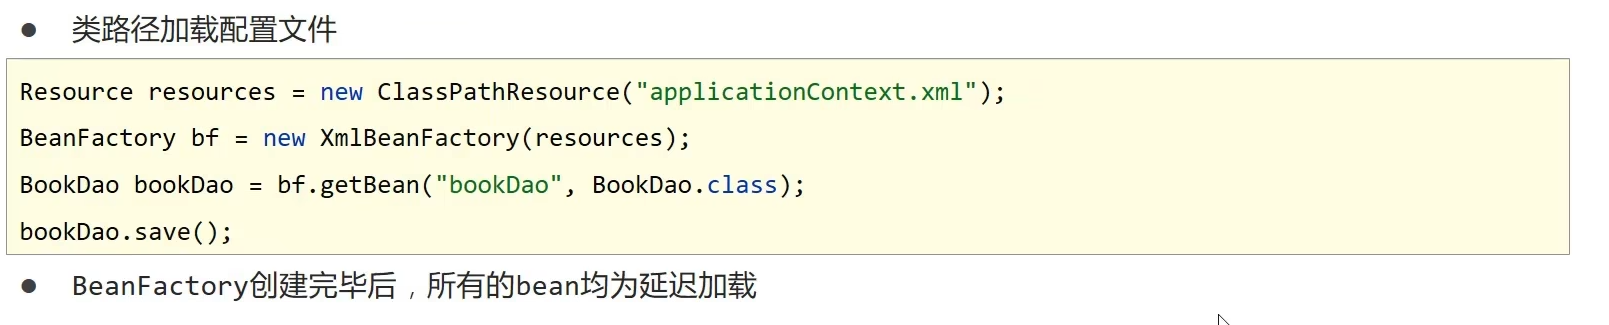 ● 类路径加载配置文件
Resource resources = new ClassPathResource("applicationContext.xml");
BeanFactory bf = new XmlBeanFactory(resources);
BookDao bookDao = bf.getBean("bookDao", BookDao.class);
bookDao.save();
● BeanFactory创建完毕后，所有的bean均为延迟加载